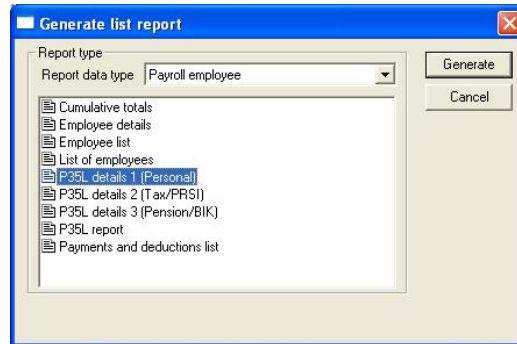 Generate list report
Report type
Report data type Payroll employee
Generate
Cancel
Cumulative totals
Employee details
Employee list
List of employees
P35L details 1 (Personal)
P35L details 2 (Tax/PRSI)
P35L details 3 (Pension/BIK)
P35L report
Payments and deductions list